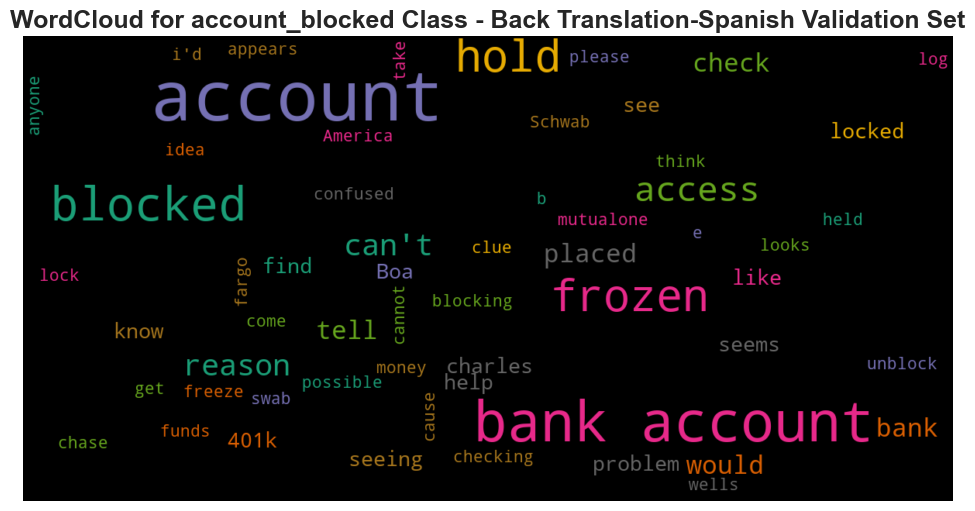 WordCloud for account_blocked Class - Back Translation-Spanish Validation Set
i'd
appears
take
hold
please
check
log
anyone
account
see
Schwab
America
locked
idea
think
confused
access
blocked
b
mutualone
held
can't
clue
e
looks
placed
find
Boa
like
lock
fargo
cannot
blocking
frozen
come
know
tell
seems
reason
money
charles
unblock
get
freeze
possible
help
swab
cause
bank account
bank
funds
401k
chase
seeing
checking
problem
would
wells